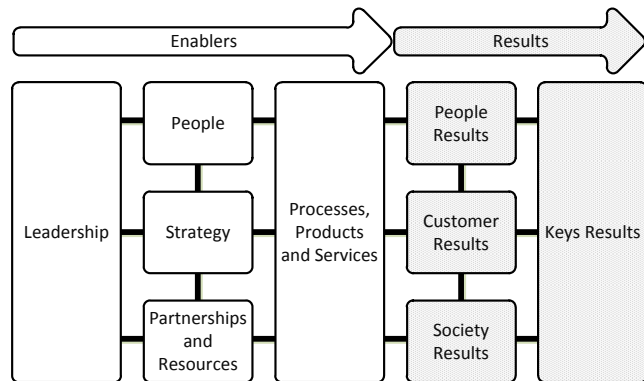 Enablers
Results
Leadership
People
Strategy
Partnerships
and
Resources
Processes,
Products
and Services
People
Results
Customer
Results
Society
Results
Keys Results